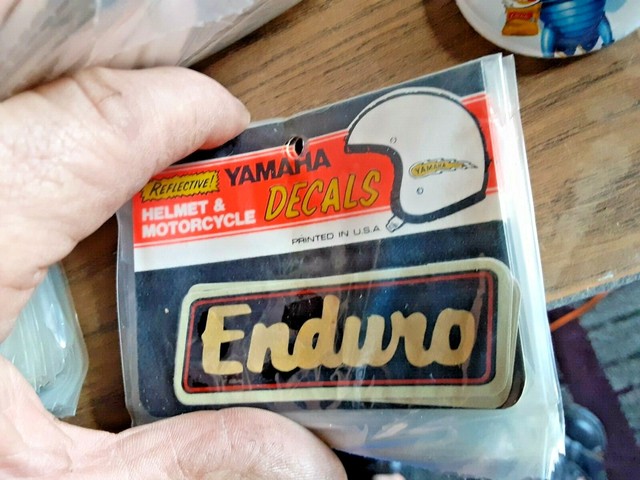 REFLECTIVE!
YAMAHA
HELMET &
MOTORCYCLE
DECALS
YAMAHA
PRINTED IN U.S.A
Enduro